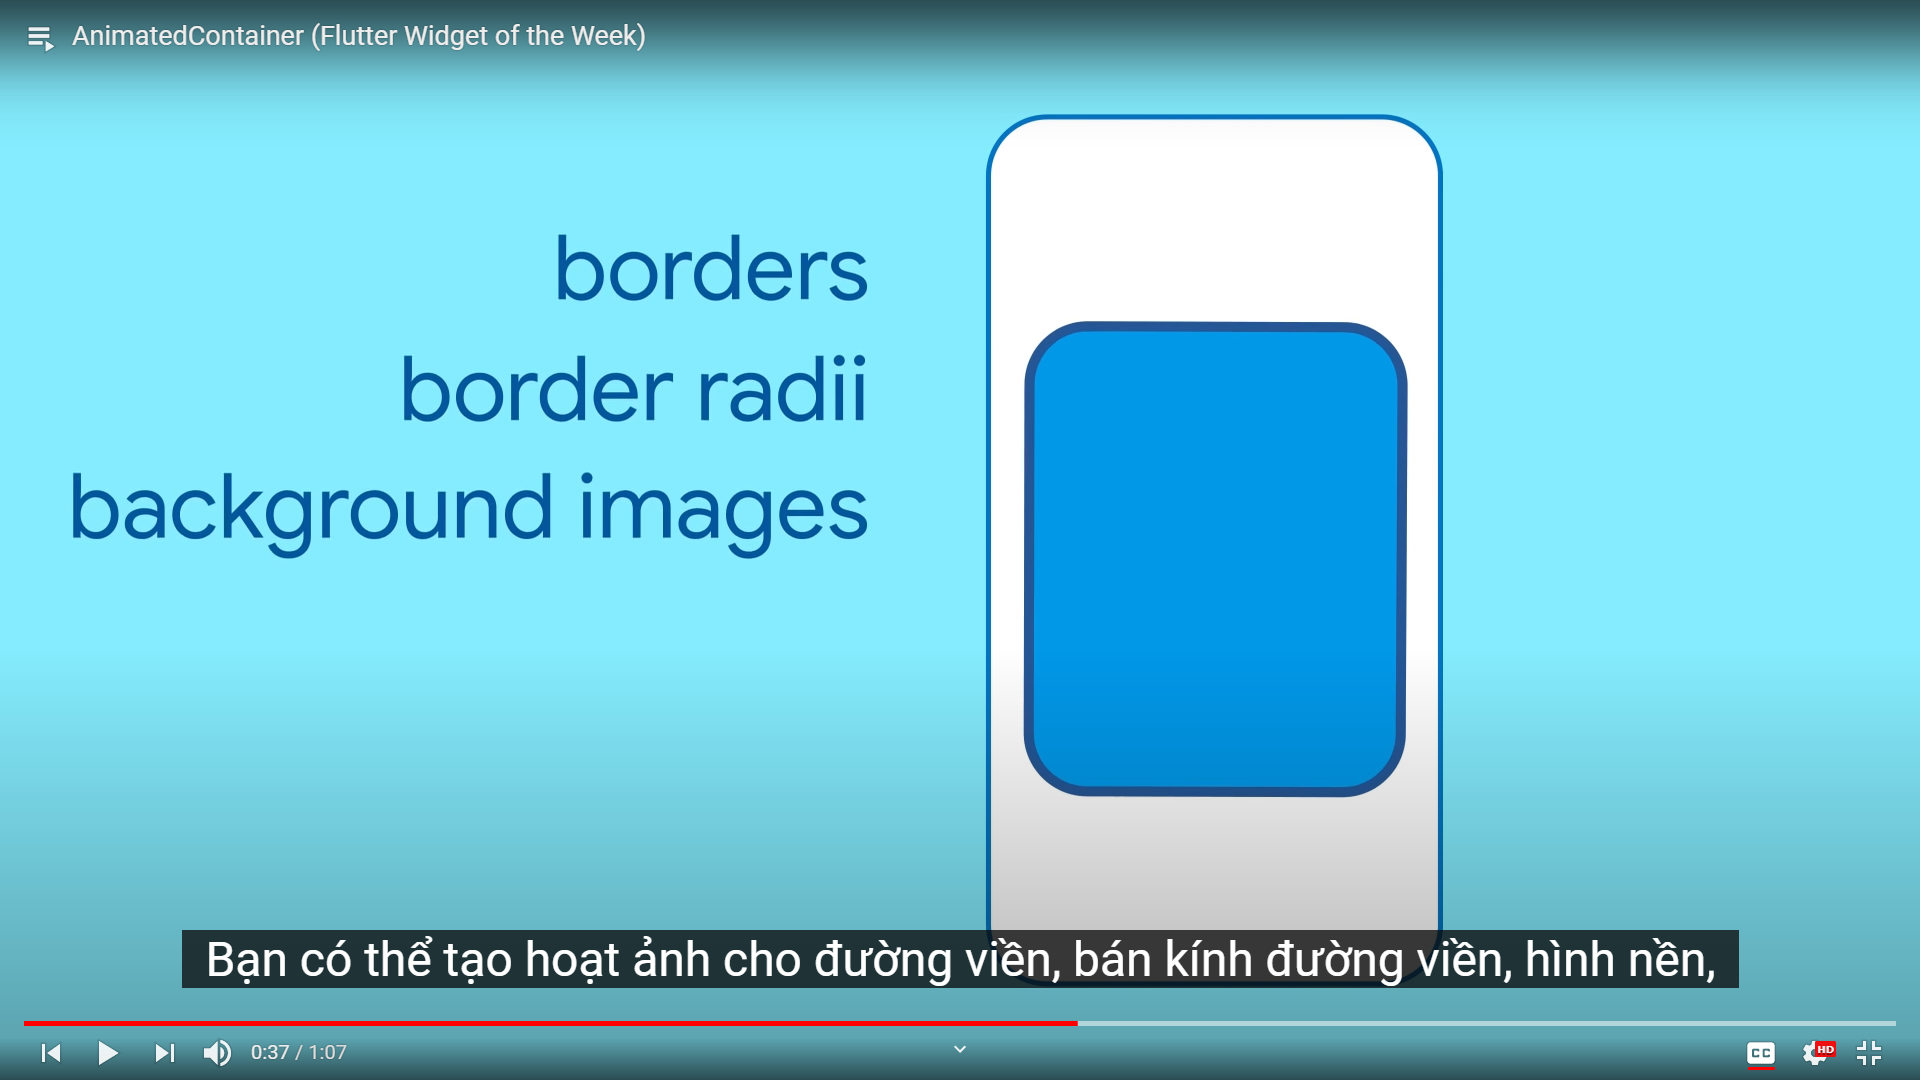 AnimatedContainer (Flutter Widget of the Week)
borders
border radii
background images
Bạn có thể tạo hoạt ảnh cho đường viền, bán kính đường viền, hình nền,
0:37 / 1:07
CC
HD